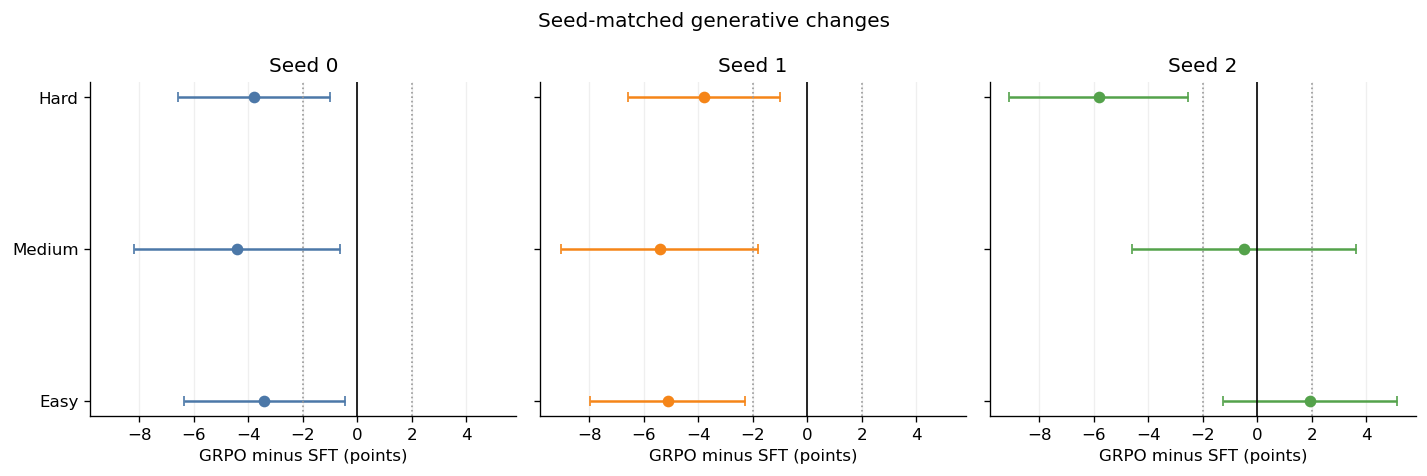 Seed-matched generative changes
Seed 0
Seed 1
Seed 2
Hard
Medium
Easy
−8 −6 −4 −2 0 2 4
−8 −6 −4 −2 0 2 4
−8 −6 −4 −2 0 2 4
GRPO minus SFT (points)
GRPO minus SFT (points)
GRPO minus SFT (points)